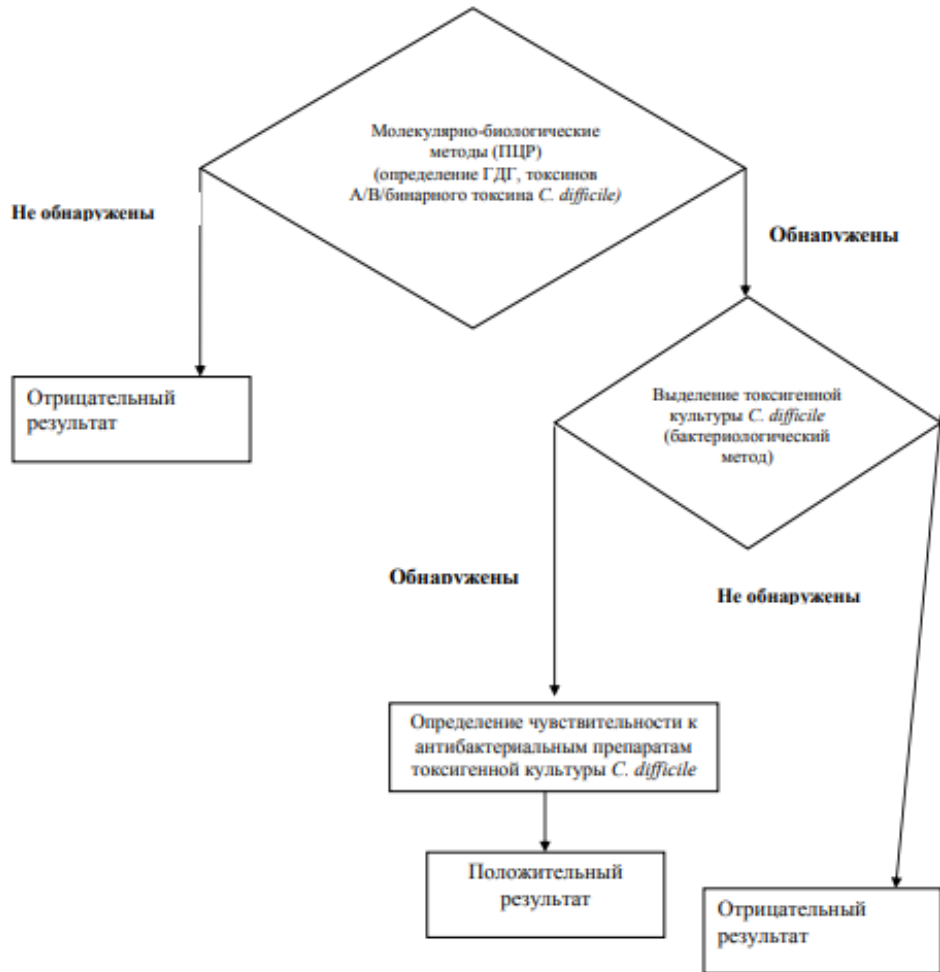 Молекулярно-биологические
методы (ПЦР)
(определение ГДГ, токсинов
А/В/бинарного токсина C. difficile)
Не обнаружены
Обнаружены
Отрицательный
результат
Выделение токсигенной
культуры C. difficile
(бактериологический
метод)
Обнаружены
Не обнаружены
Определение чувствительности к
антибактериальным препаратам
токсигенной культуры C. difficile
Положительный
результат
Отрицательный
результат